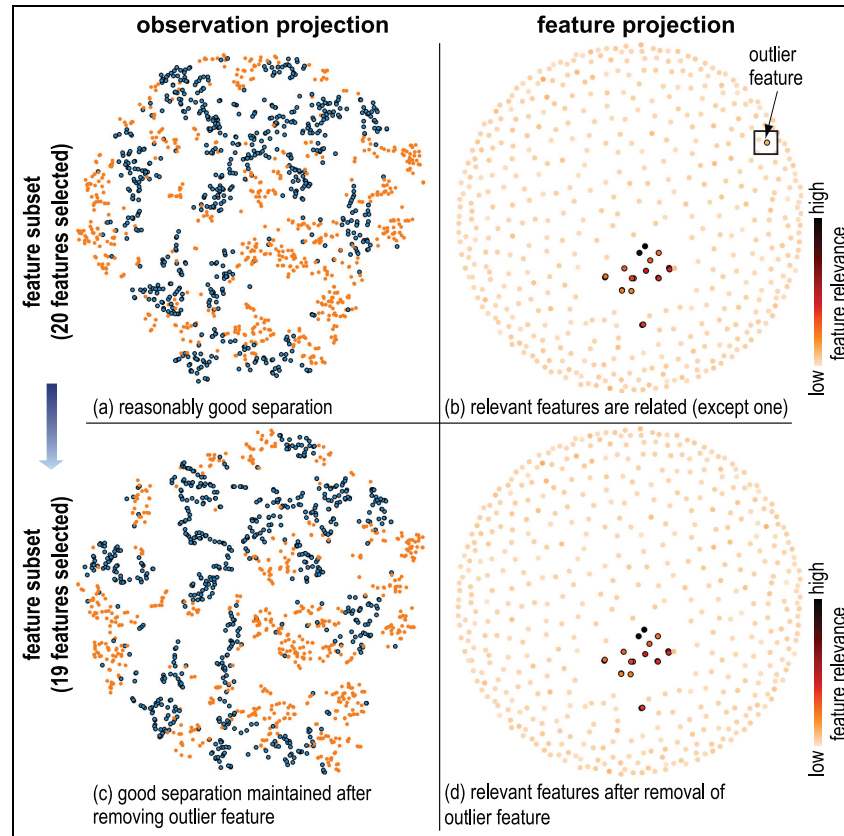 observation projection
feature projection
outlier
feature
feature subset
(20 features selected)
high
feature relevance
low
(a) reasonably good separation
(b) relevant features are related (except one)
feature subset
(19 features selected)
high
feature relevance
low
(c) good separation maintained after
removing outlier feature
(d) relevant features after removal of
outlier feature